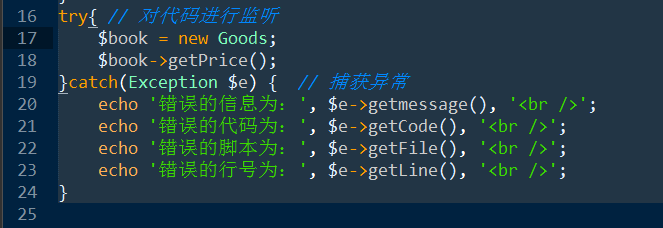 16 try{ // 对代码进行监听
17     $book = new Goods;
18     $book->getPrice();
19 }catch(Exception $e) {  // 捕获异常
20     echo '错误的信息为：', $e->getmessage(), '<br />';
21     echo '错误的代码为：', $e->getCode(), '<br />';
22     echo '错误的脚本为：', $e->getFile(), '<br />';
23     echo '错误的行号为：', $e->getLine(), '<br />';
24 }
25